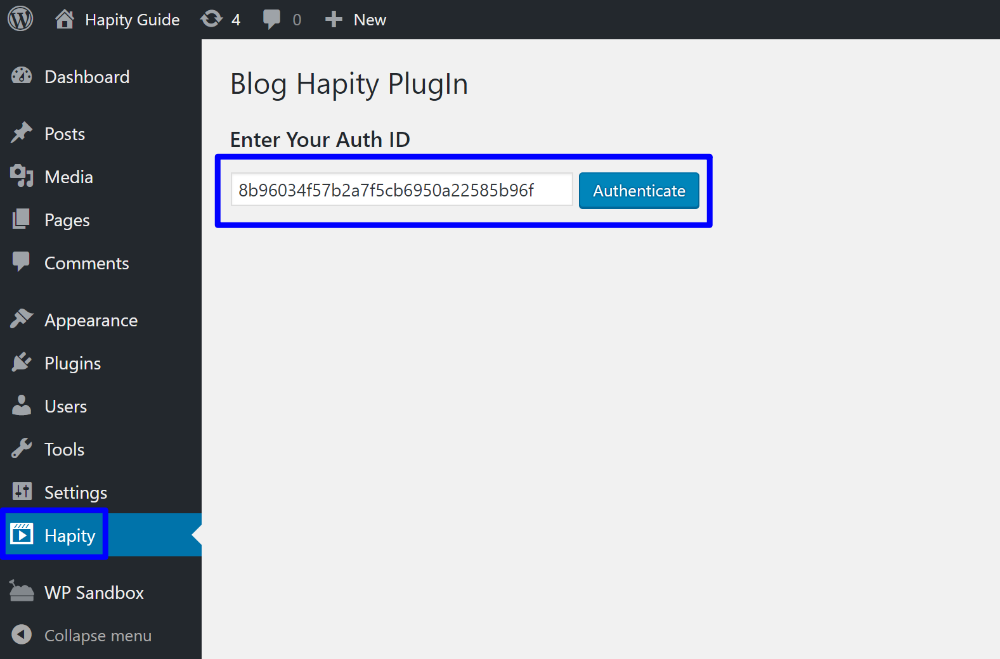 Hapity Guide 4 0 New
Dashboard
Posts
Media
Pages
Comments
Appearance
Plugins
Users
Tools
Settings
Hapity
WP Sandbox
Collapse menu
Blog Hapity PlugIn
Enter Your Auth ID
8b96034f57b2a7f5cb6950a22585b96f Authenticate